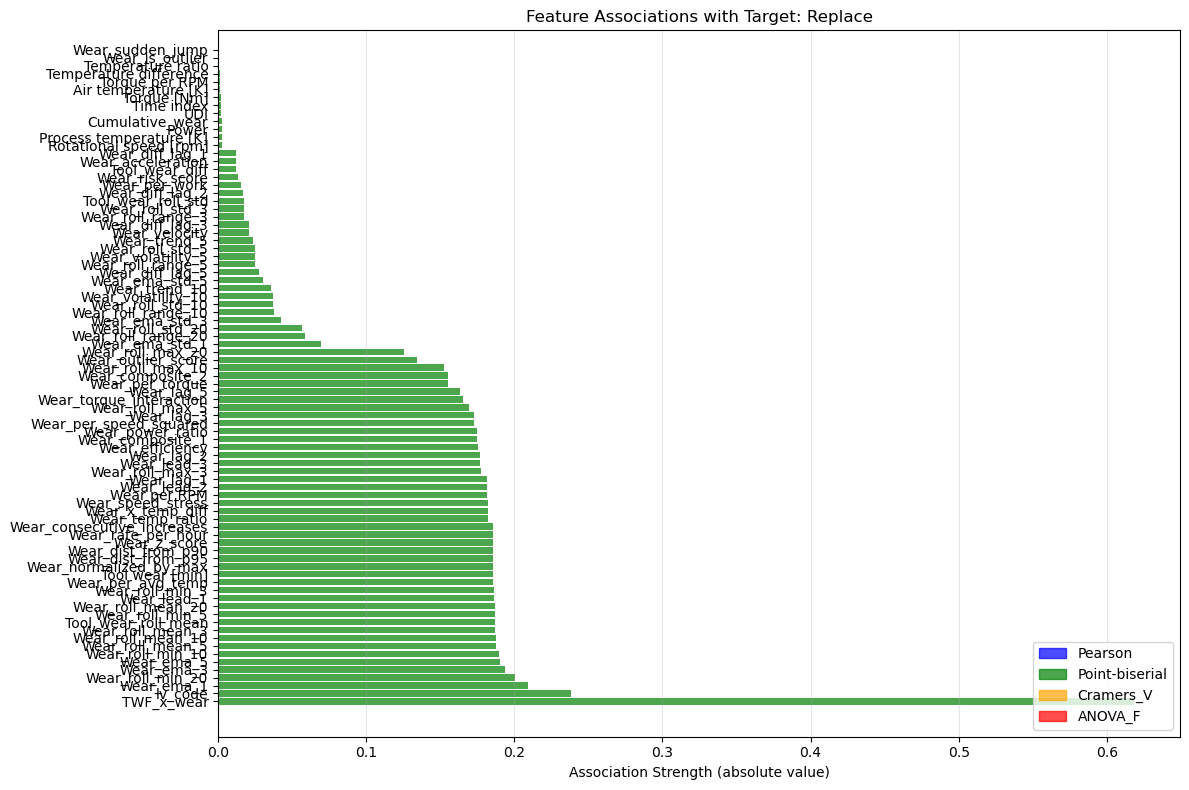 Feature Associations with Target: Replace
Wear_sudden_jump
Wear_is_outlier
Temperature ratio
Temperature difference
Torque per RPM
Air temperature [K]
Torque [Nm]
Time index
UDI
Cumulative_wear
Power
Process temperature [K]
Rotational speed [rpm]
Wear_diff_lag_1
Wear_acceleration
Tool_wear_diff
Wear_risk_score
Wear_per_work
Wear_diff_lag_2
Tool_wear_roll_std
Wear_roll_std_3
Wear_roll_range_3
Wear_diff_lag_3
Wear_velocity
Wear_trend_5
Wear_roll_std_5
Wear_volatility_5
Wear_roll_range_5
Wear_diff_lag_5
Wear_ema_std_5
Wear_trend_10
Wear_volatility_10
Wear_roll_std_10
Wear_roll_range_10
Wear_ema_std_3
Wear_roll_std_20
Wear_roll_range_20
Wear_ema_std_1
Wear_roll_max_20
Wear_outlier_score
Wear_roll_max_10
Wear_composite_2
Wear_per_torque
Wear_lag_5
Wear_torque_interaction
Wear_roll_max_5
Wear_lag_3
Wear_per_speed_squared
Wear_power_ratio
Wear_composite_1
Wear_efficiency
Wear_lag_2
Wear_lead_3
Wear_roll_max_3
Wear_lag_1
Wear_lead_2
Wear per RPM
Wear_speed_stress
Wear_x_temp_diff
Wear_temp_ratio
Wear_consecutive_increases
Wear_rate_per_hour
Wear_z_score
Wear_dist_from_p90
Wear_dist_from_p95
Wear_normalized_by_max
Tool wear [min]
Wear_per_avg_temp
Wear_roll_min_3
Wear_lead_1
Wear_roll_mean_20
Wear_roll_min_5
Tool_wear_roll_mean
Wear_roll_mean_3
Wear_roll_mean_10
Wear_roll_mean_5
Wear_roll_min_10
Wear_ema_5
Wear_ema_3
Wear_roll_min_20
Wear_ema_1
TWF_x_wear
Pearson
Point-biserial
Cramers_V
ANOVA_F
0.0 0.1 0.2 0.3 0.4 0.5 0.6
Association Strength (absolute value)